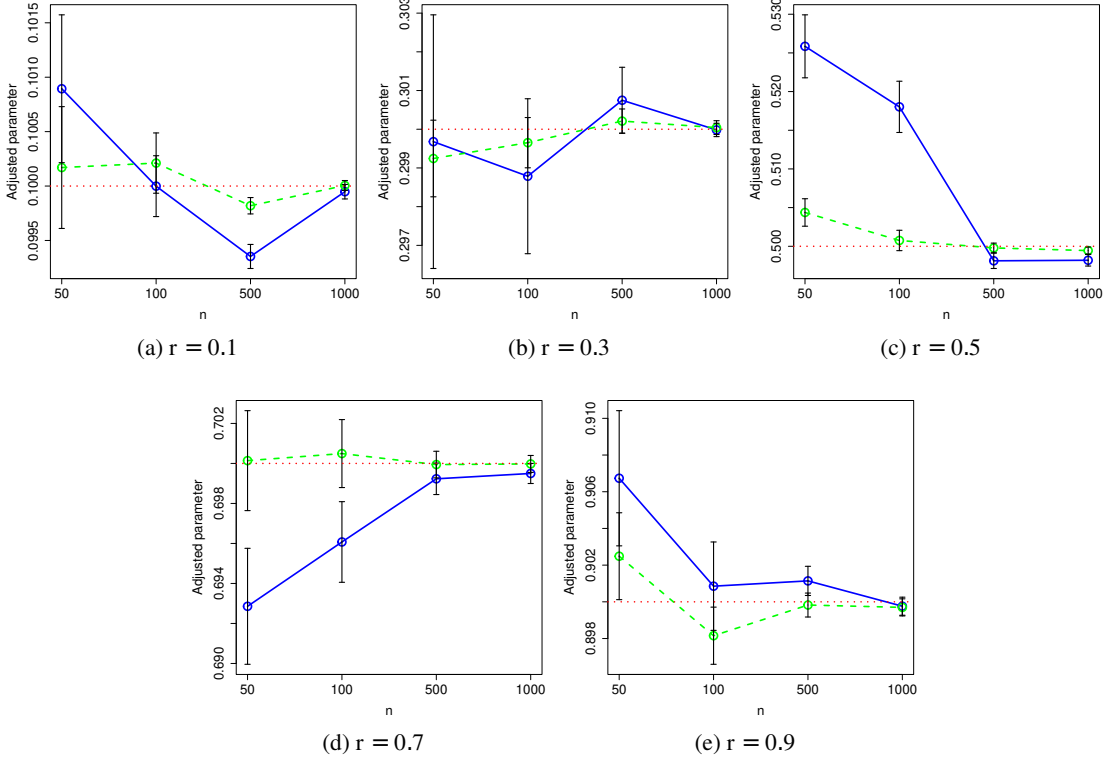 0.1015
0.1010
0.1005
0.1000
0.9995
Adjusted parameter
50 100 500 1000
n
(a) r = 0.1
0.303
0.301
0.299
0.297
Adjusted parameter
50 100 500 1000
n
(b) r = 0.3
0.530
0.520
0.510
0.500
Adjusted parameter
50 100 500 1000
n
(c) r = 0.5
0.702
0.698
0.694
0.690
Adjusted parameter
50 100 500 1000
n
(d) r = 0.7
0.910
0.906
0.902
0.898
Adjusted parameter
50 100 500 1000
n
(e) r = 0.9